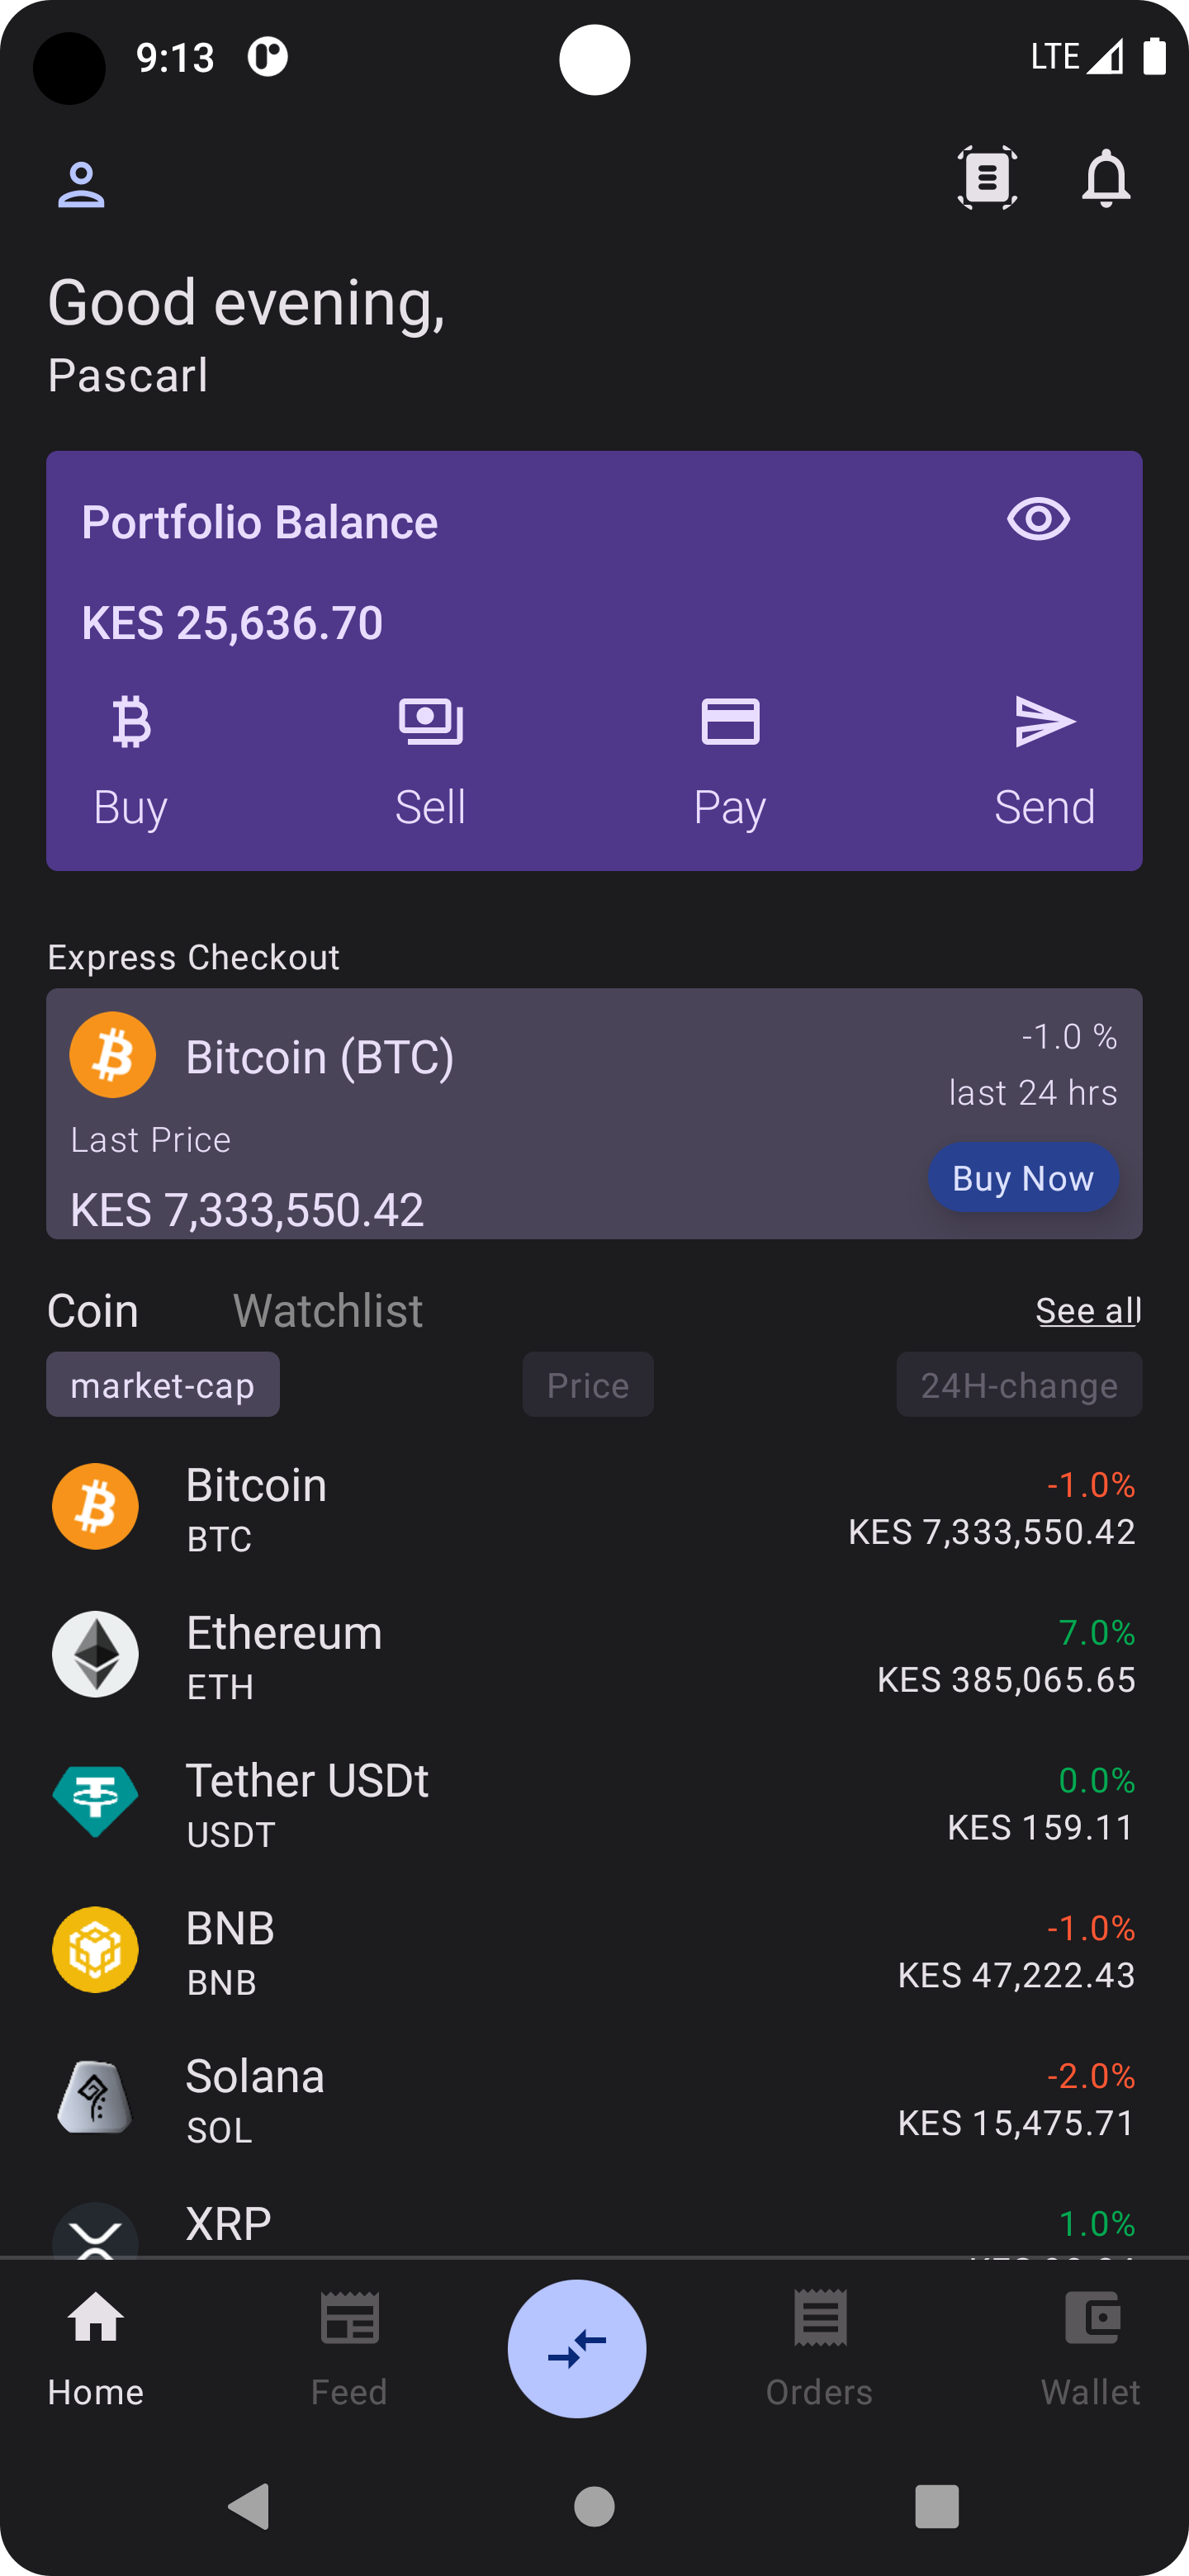 9:13
LTE
Good evening,
Pascarl
Portfolio Balance
KES 25,636.70
Buy Sell Pay Send
Express Checkout
Bitcoin (BTC)
-1.0 %
last 24 hrs
Last Price
Buy Now
KES 7,333,550.42
Coin Watchlist See all
market-cap Price 24H-change
Bitcoin -1.0%
BTC KES 7,333,550.42
Ethereum 7.0%
ETH KES 385,065.65
Tether USDt 0.0%
USDT KES 159.11
BNB -1.0%
BNB KES 47,222.43
Solana -2.0%
SOL KES 15,475.71
XRP 1.0%
Home Feed Orders Wallet